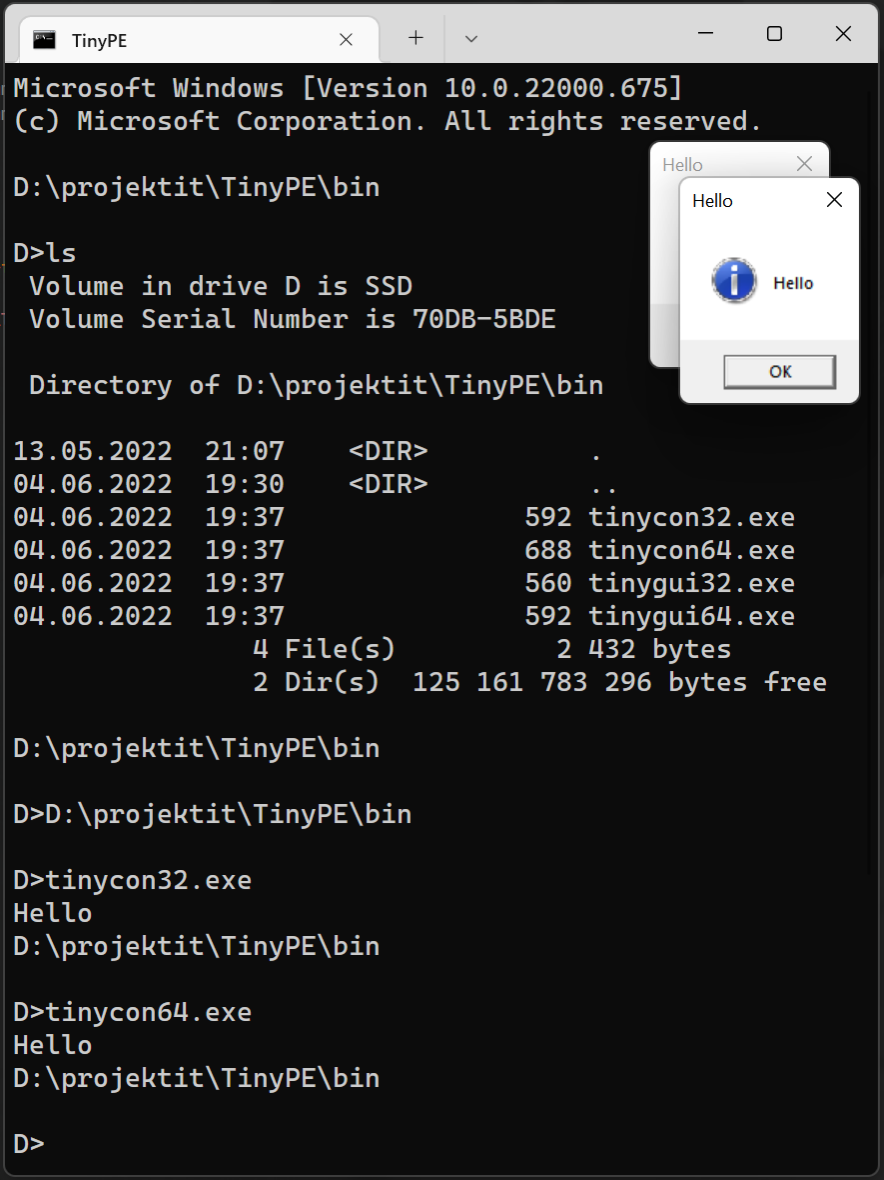 TinyPE
Microsoft Windows [Version 10.0.22000.675]
(c) Microsoft Corporation. All rights reserved.
D:\projektit\TinyPE\bin
D>ls
Volume in drive D is SSD
Volume Serial Number is 70DB-5BDE
Directory of D:\projektit\TinyPE\bin
13.05.2022 21:07 <DIR> .
04.06.2022 19:30 <DIR> ..
04.06.2022 19:37 592 tinycon32.exe
04.06.2022 19:37 688 tinycon64.exe
04.06.2022 19:37 560 tinygui32.exe
04.06.2022 19:37 592 tinygui64.exe
4 File(s) 2 432 bytes
2 Dir(s) 125 161 783 296 bytes free
D:\projektit\TinyPE\bin
D>D:\projektit\TinyPE\bin
D>tinycon32.exe
Hello
D:\projektit\TinyPE\bin
D>tinycon64.exe
Hello
D:\projektit\TinyPE\bin
D>
Hello
Hello
Hello
OK